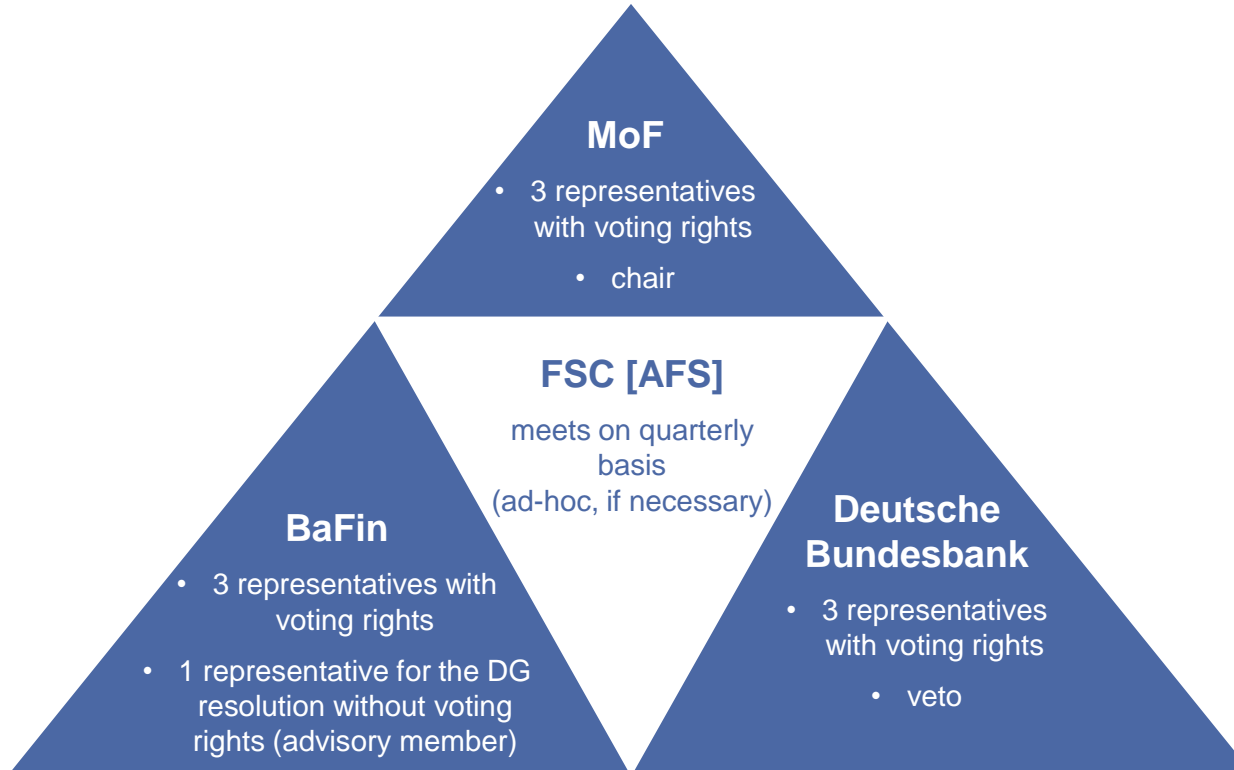 MoF
• 3 representatives
with voting rights
• chair
FSC [AFS]
meets on quarterly
basis
(ad-hoc, if necessary)
BaFin
• 3 representatives with
voting rights
• 1 representative for the DG
resolution without voting
rights (advisory member)
Deutsche
Bundesbank
• 3 representatives
with voting rights
• veto